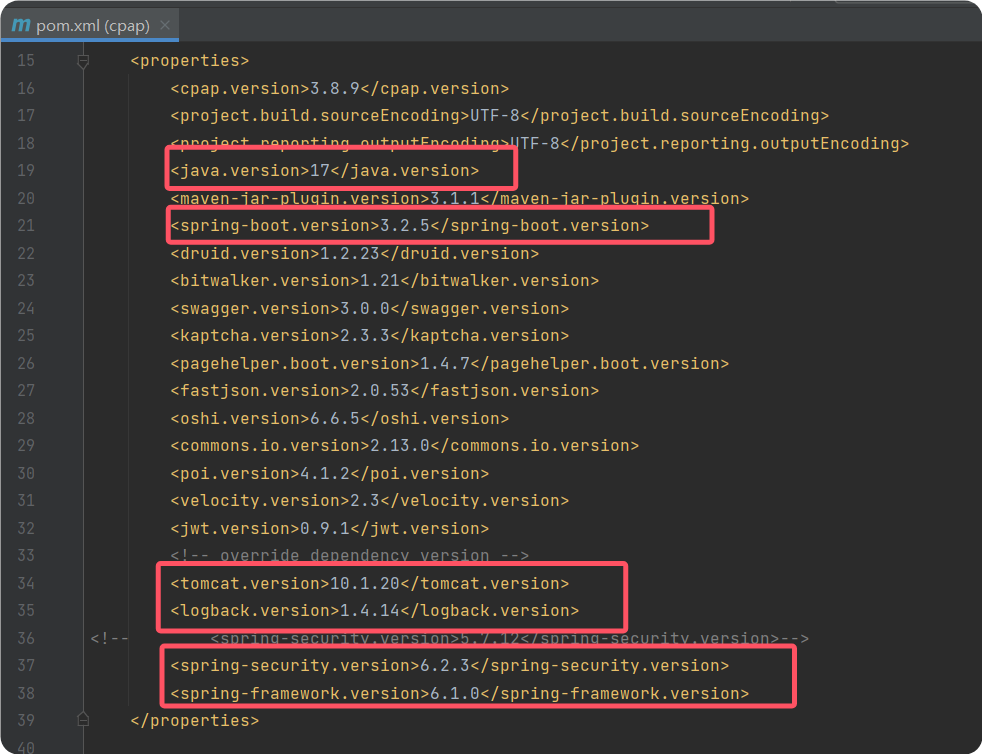 m pom.xml (cpap) ×
15 <properties>
16 <cpap.version>3.8.9</cpap.version>
17 <project.build.sourceEncoding>UTF-8</project.build.sourceEncoding>
18 <project.reporting.outputEncoding>UTF-8</project.reporting.outputEncoding>
19 <java.version>17</java.version>
20 <maven-jar-plugin.version>3.1.1</maven-jar-plugin.version>
21 <spring-boot.version>3.2.5</spring-boot.version>
22 <druid.version>1.2.23</druid.version>
23 <bitwalker.version>1.21</bitwalker.version>
24 <swagger.version>3.0.0</swagger.version>
25 <kaptcha.version>2.3.3</kaptcha.version>
26 <pagehelper.boot.version>1.4.7</pagehelper.boot.version>
27 <fastjson.version>2.0.53</fastjson.version>
28 <oshi.version>6.6.5</oshi.version>
29 <commons.io.version>2.13.0</commons.io.version>
30 <poi.version>4.1.2</poi.version>
31 <velocity.version>2.3</velocity.version>
32 <jwt.version>0.9.1</jwt.version>
33 <!-- override dependency version -->
34 <tomcat.version>10.1.20</tomcat.version>
35 <logback.version>1.4.14</logback.version>
36 <!-- <spring-security.version>5.7.12</spring-security.version>-->
37 <spring-security.version>6.2.3</spring-security.version>
38 <spring-framework.version>6.1.0</spring-framework.version>
39 </properties>
40